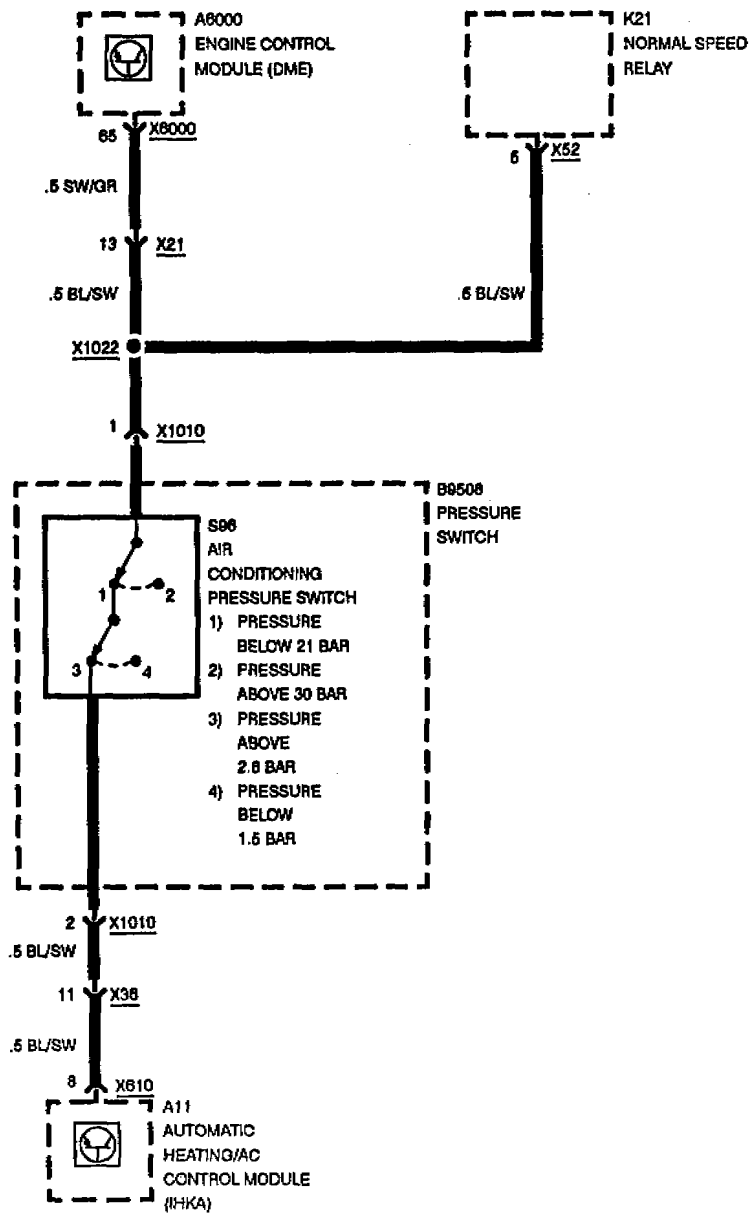 A6000
ENGINE CONTROL
MODULE (DME)
K21
NORMAL SPEED
RELAY
65 X6000
6 X52
.5 SW/GR
13 X21
.5 BL/SW
.5 BL/SW
X1022
1 X1010
B9508
PRESSURE
SWITCH
S96
AIR
CONDITIONING
PRESSURE SWITCH
1 2
1) PRESSURE
BELOW 21 BAR
3 4
2) PRESSURE
ABOVE 30 BAR
3) PRESSURE
ABOVE
2.6 BAR
4) PRESSURE
BELOW
1.5 BAR
2 X1010
.5 BL/SW
11 X36
.5 BL/SW
8 X610
A11
AUTOMATIC
HEATING/AC
CONTROL MODULE
(IHKA)